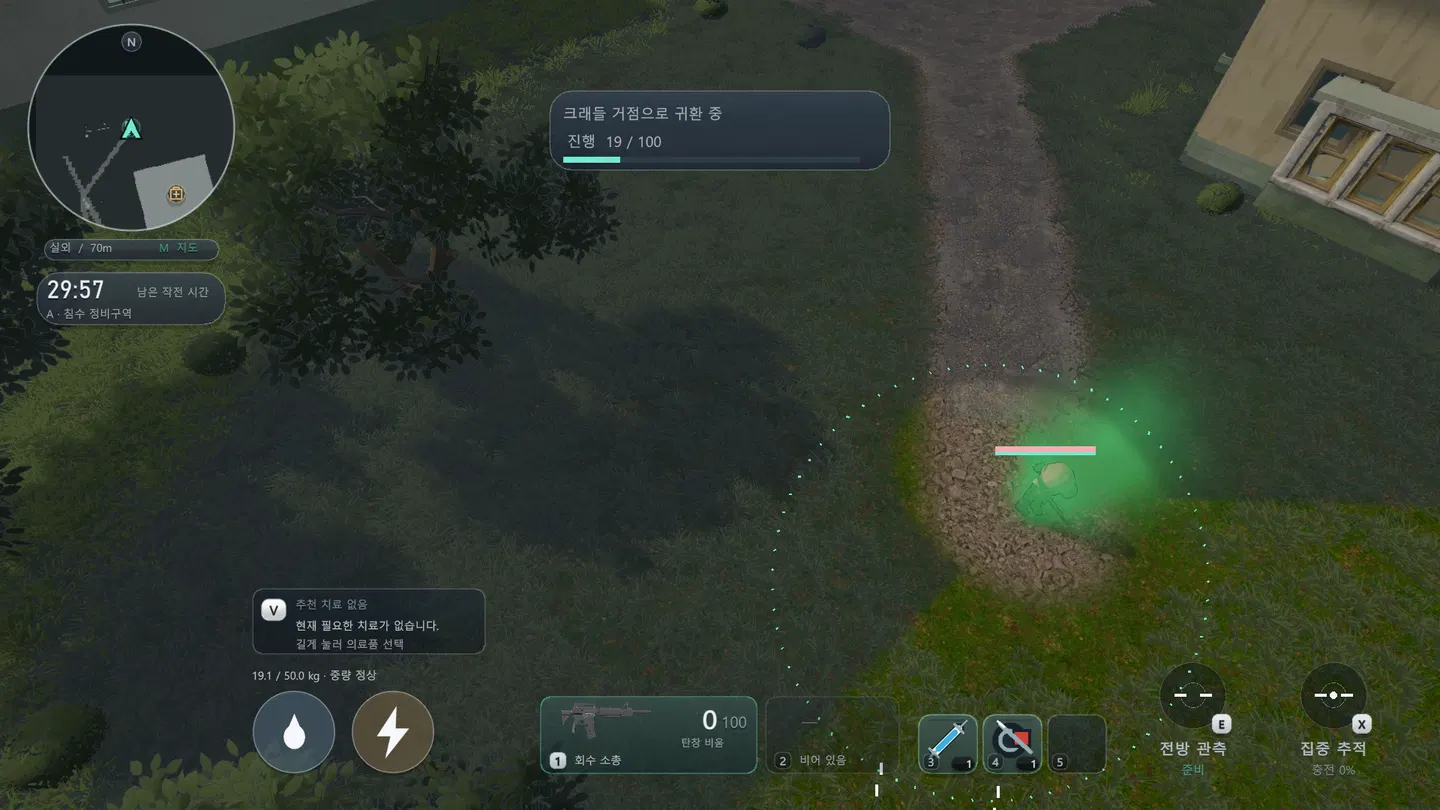 N
실외 / 70m M 지도
29:57 남은 작전 시간
A · 침수 정비구역
크래들 거점으로 귀환 중
진행 19 / 100
V 추천 치료 없음
현재 필요한 치료가 없습니다.
길게 눌러 의료품 선택
19.1 / 50.0 kg · 중량 정상
0 100
탄창 비움
1 회수 소총
2 비어 있음
3 1
4 1
5
E
전방 관측
준비
X
집중 추적
충전 0%